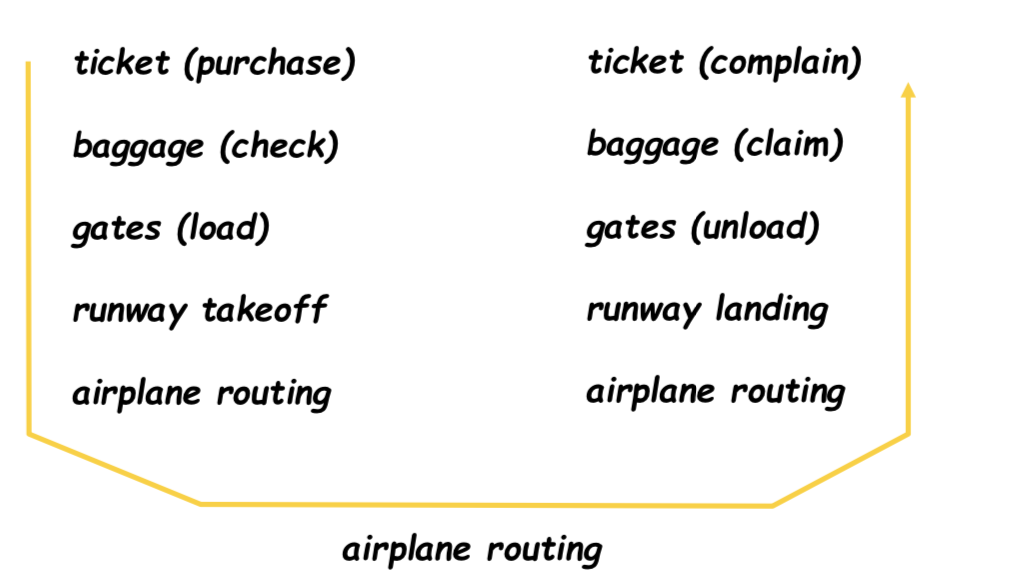 ticket (purchase)
baggage (check)
gates (load)
runway takeoff
airplane routing
ticket (complain)
baggage (claim)
gates (unload)
runway landing
airplane routing
airplane routing